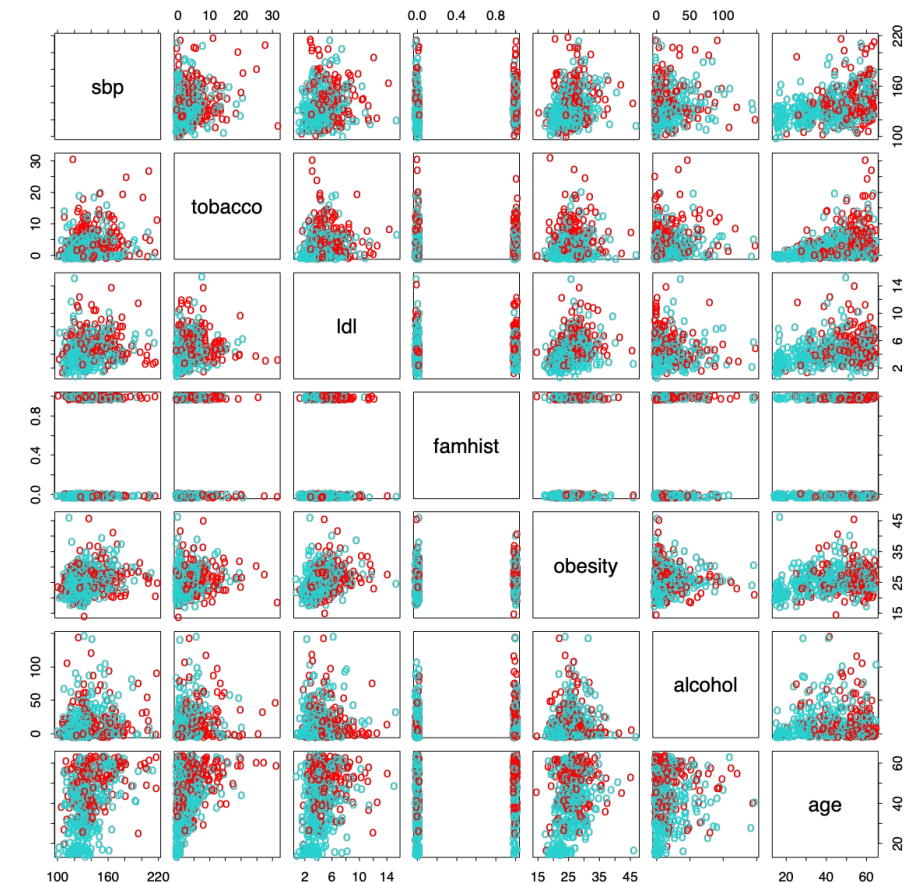 0 10 20 30 0.0 0.4 0.8 0 50 100
sbp 100 160 220
0 10 20 30 tobacco
ldl 2 6 10 14
0.0 0.4 0.8 famhist
obesity 15 25 35 45
0 50 100 alcohol
age 20 40 60
100 140 180 220 2 4 6 8 10 12 14 15 25 35 45 20 40 60